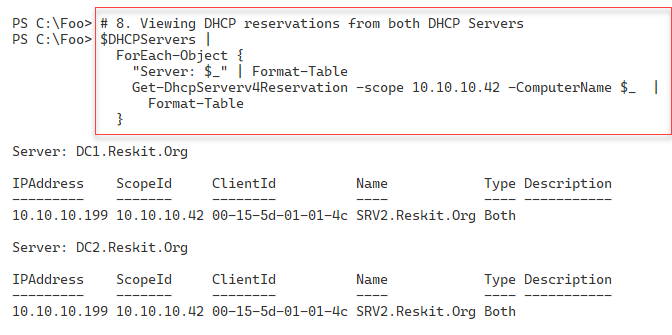 PS C:\Foo> # 8. Viewing DHCP reservations from both DHCP Servers
PS C:\Foo> $DHCPServers |
ForEach-Object {
"Server: $_" | Format-Table
Get-DhcpServerv4Reservation -scope 10.10.10.42 -ComputerName $_ |
Format-Table
}
Server: DC1.Reskit.Org
IPAddress ScopeId ClientId Name Type Description
--------- ------- -------- ---- ---- -----------
10.10.10.199 10.10.10.42 00-15-5d-01-01-4c SRV2.Reskit.Org Both
Server: DC2.Reskit.Org
IPAddress ScopeId ClientId Name Type Description
--------- ------- -------- ---- ---- -----------
10.10.10.199 10.10.10.42 00-15-5d-01-01-4c SRV2.Reskit.Org Both